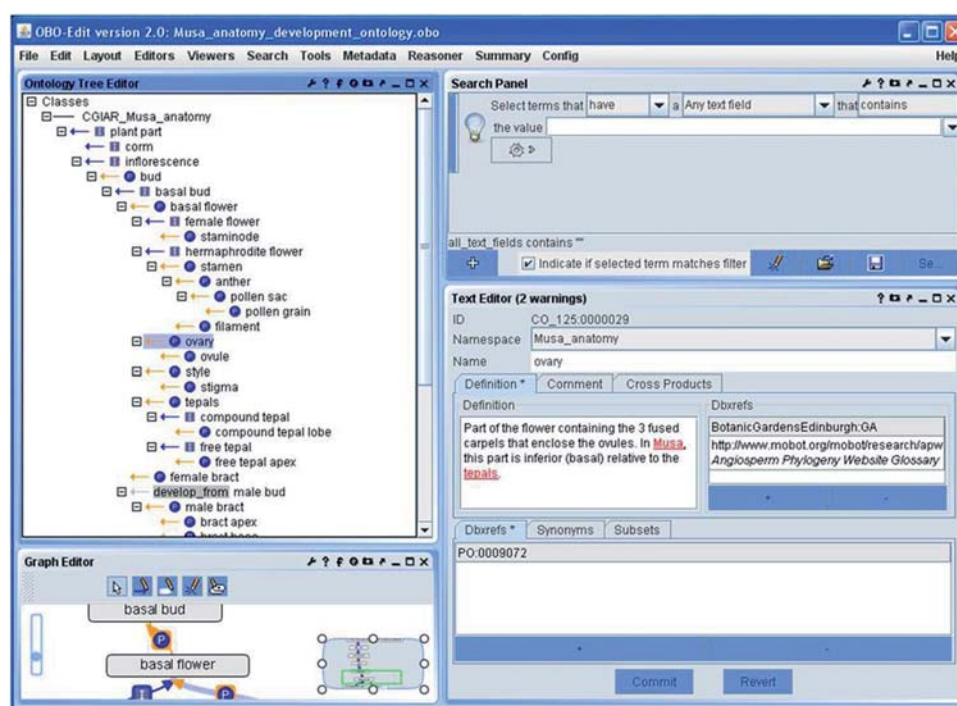 OBO-Edit version 2.0: Musa_anatomy_development_ontology.obo
File Edit Layout Editors Viewers Search Tools Metadata Reasoner Summary Config Help
Ontology Tree Editor
Classes
CGIAR_Musa_anatomy
plant part
corm
inflorescence
bud
basal bud
basal flower
female flower
staminode
hermaphrodite flower
stamen
anther
pollen sac
pollen grain
filament
ovary
ovule
style
stigma
tepals
compound tepal
compound tepal lobe
free tepal
free tepal apex
female bract
develop_from male bud
male bract
bract apex
bract base
Graph Editor
basal bud
P
basal flower
I P
Search Panel
Select terms that have a Any text field that contains
the value
all_text_fields contains ""
Indicate if selected term matches filter Se...
Text Editor (2 warnings)
ID CO_125:0000029
Namespace Musa_anatomy
Name ovary
Definition * Comment Cross Products
Definition Dbxrefs
Part of the flower containing the 3 fused
carpels that enclose the ovules. In Musa,
this part is inferior (basal) relative to the
tepals.
BotanicGardensEdinburgh:GA
http://www.mobot.org/mobot/research/apw
Angiosperm Phylogeny Website Glossary
Dbxrefs * Synonyms Subsets
PO:0009072
Commit Revert